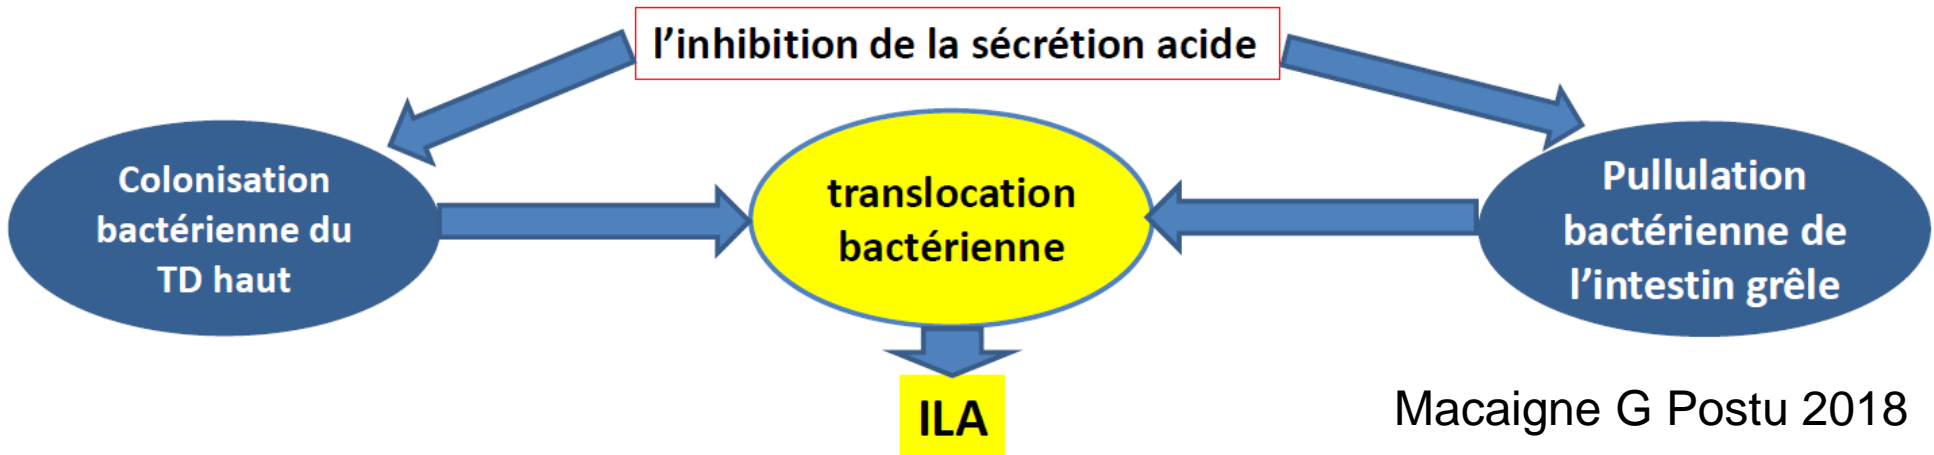 l’inhibition de la sécrétion acide
Colonisation
bactérienne du
TD haut
translocation
bactérienne
Pullulation
bactérienne de
l’intestin grêle
ILA
Macaigne G Postu 2018